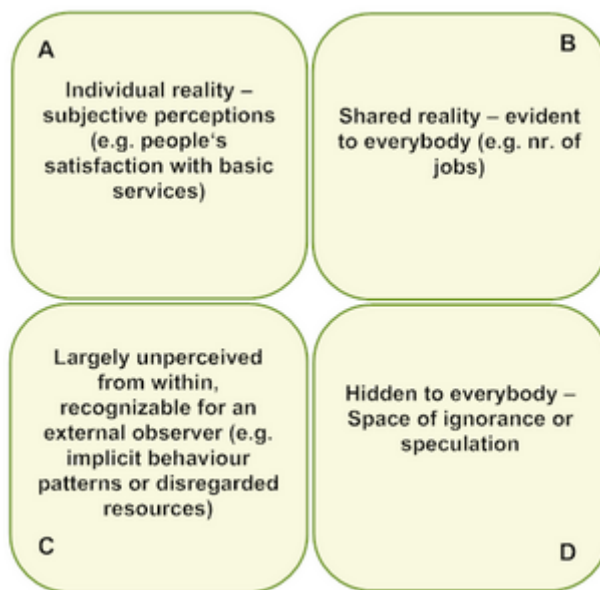 A
Individual reality –
subjective perceptions
(e.g. people‘s
satisfaction with basic
services)
B
Shared reality – evident
to everybody (e.g. nr. of
jobs)
Largely unperceived
from within,
recognizable for an
external observer (e.g.
implicit behaviour
patterns or disregarded
resources)
C
Hidden to everybody –
Space of ignorance or
speculation
D